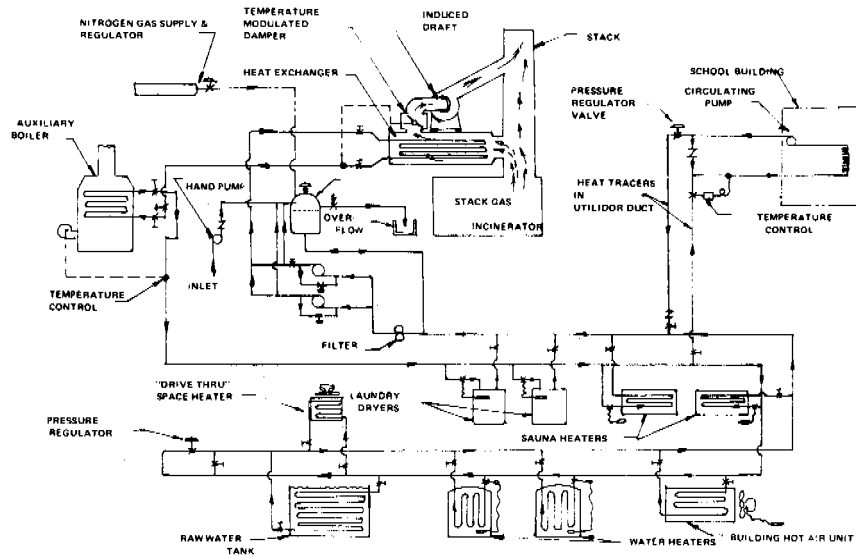 NITROGEN GAS SUPPLY &
REGULATOR
TEMPERATURE
MODULATED
DAMPER
INDUCED
DRAFT
STACK
HEAT EXCHANGER
SCHOOL BUILDING
CIRCULATING
PUMP
PRESSURE
REGULATOR
VALVE
AUXILIARY
BOILER
HAND PUMP
OVER-
FLOW
STACK GAS
INCINERATOR
HEAT TRACERS
IN
UTILIDOR DUCT
TEMPERATURE
CONTROL
TEMPERATURE
CONTROL
INLET
FILTER
"DRIVE THRU"
SPACE HEATER
LAUNDRY
DRYERS
PRESSURE
REGULATOR
SAUNA HEATERS
RAW WATER
TANK
WATER HEATERS
BUILDING HOT AIR UNIT